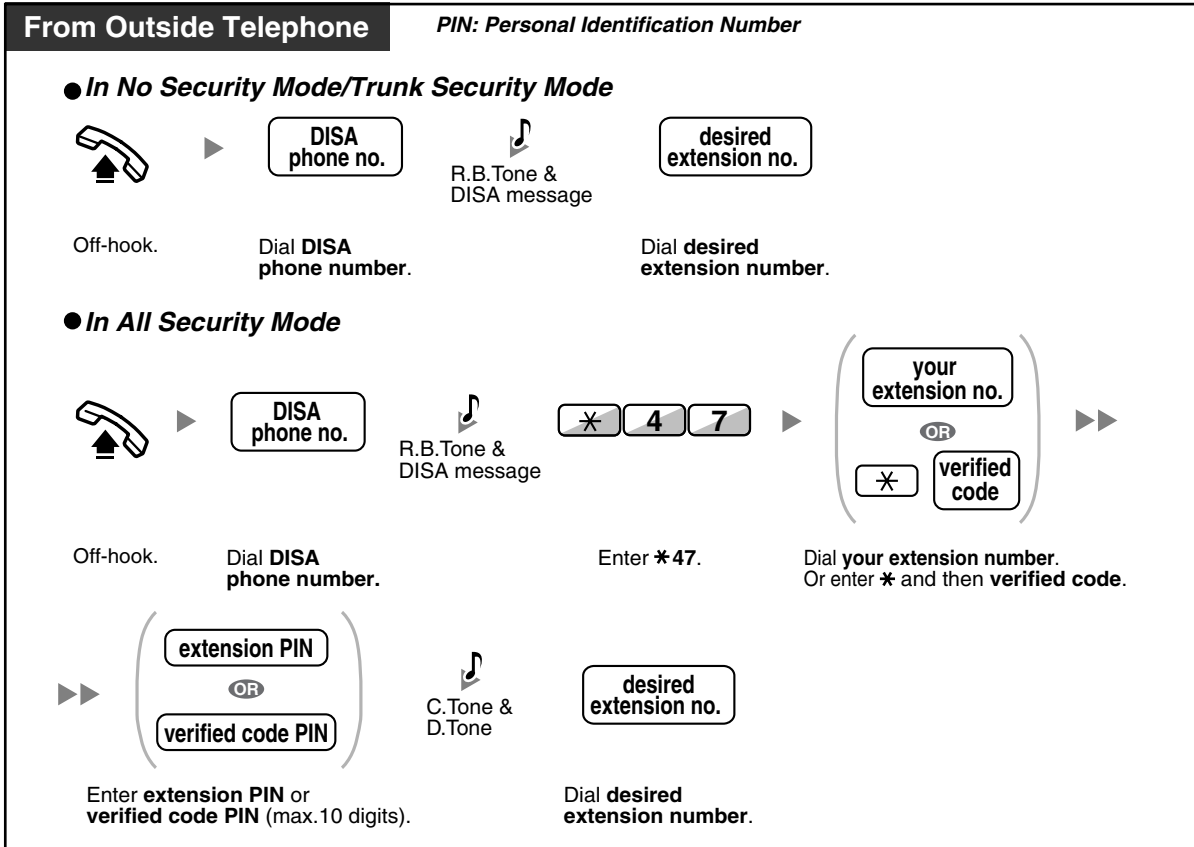 From Outside Telephone
PIN: Personal Identification Number
● In No Security Mode/Trunk Security Mode
DISA
phone no.
R.B.Tone &
DISA message
desired
extension no.
Off-hook.
Dial DISA
phone number.
Dial desired
extension number.
● In All Security Mode
DISA
phone no.
R.B.Tone &
DISA message
* 4 7
your
extension no.
OR
* verified
code
Off-hook.
Dial DISA
phone number.
Enter *47.
Dial your extension number.
Or enter * and then verified code.
extension PIN
OR
verified code PIN
C.Tone &
D.Tone
desired
extension no.
Enter extension PIN or
verified code PIN (max.10 digits).
Dial desired
extension number.